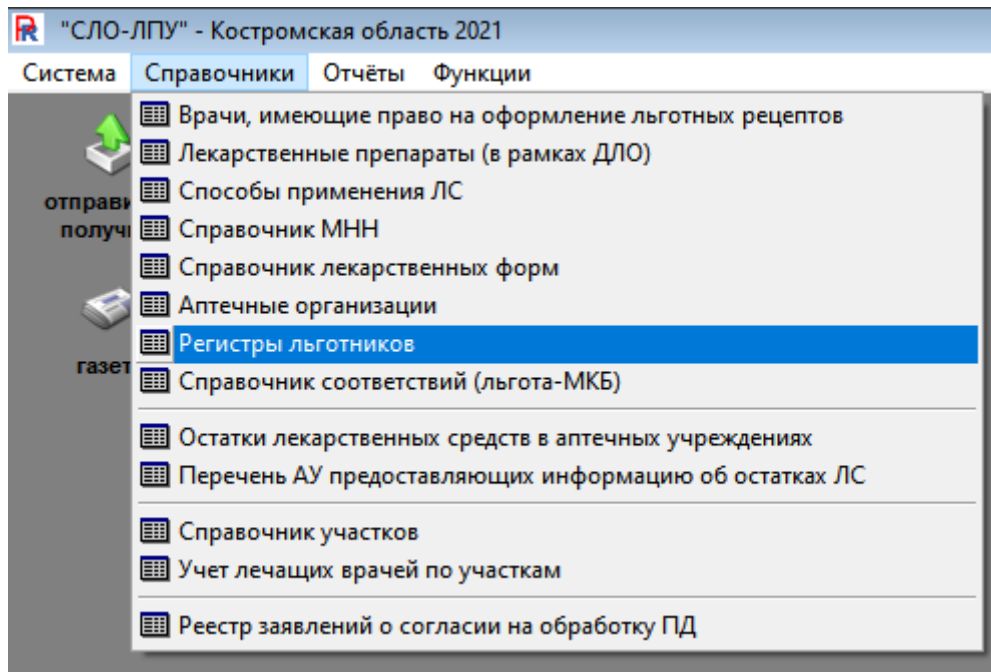 "СЛО-ЛПУ" - Костромская область 2021
Система Справочники Отчёты Функции
Врачи, имеющие право на оформление льготных рецептов
Лекарственные препараты (в рамках ДЛО)
Способы применения ЛС
Справочник МНН
Справочник лекарственных форм
Аптечные организации
Регистры льготников
Справочник соответствий (льгота-МКБ)
Остатки лекарственных средств в аптечных учреждениях
Перечень АУ предоставляющих информацию об остатках ЛС
Справочник участков
Учет лечащих врачей по участкам
Реестр заявлений о согласии на обработку ПД